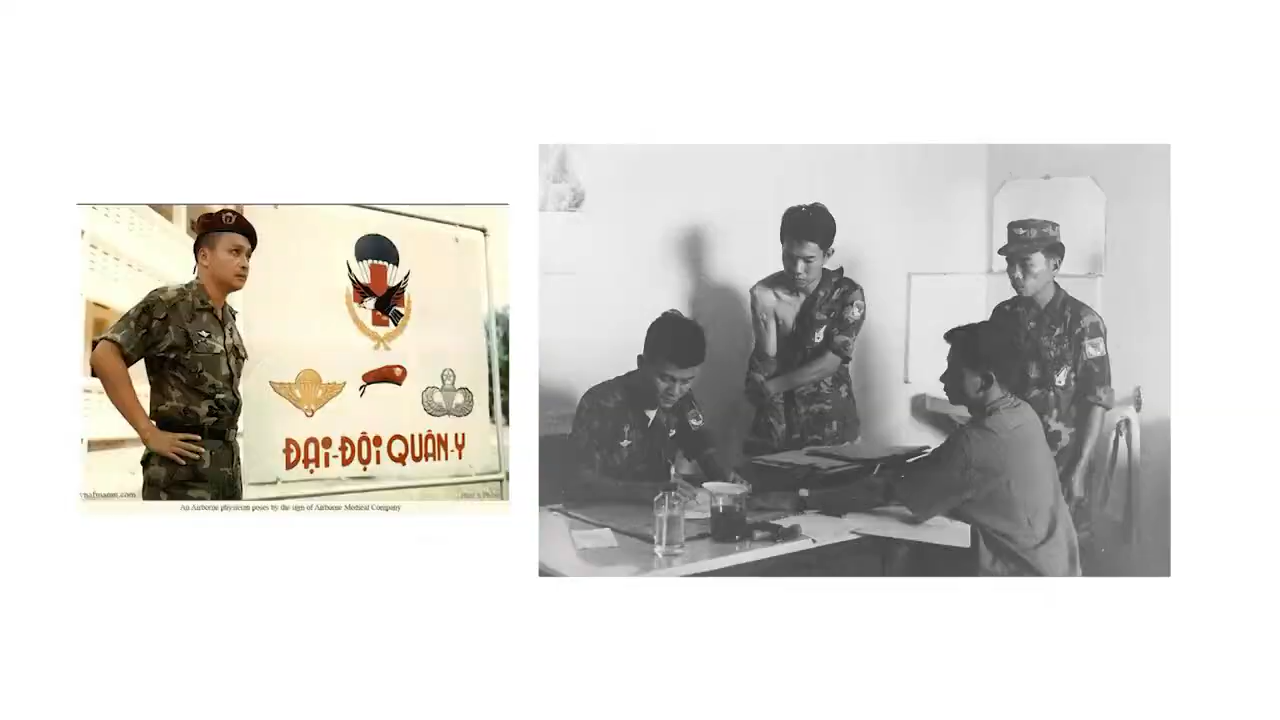 ĐẠi-ĐỘi QUÂN-Y
An Airborne physician poses by the sign of Airborne Medical Company